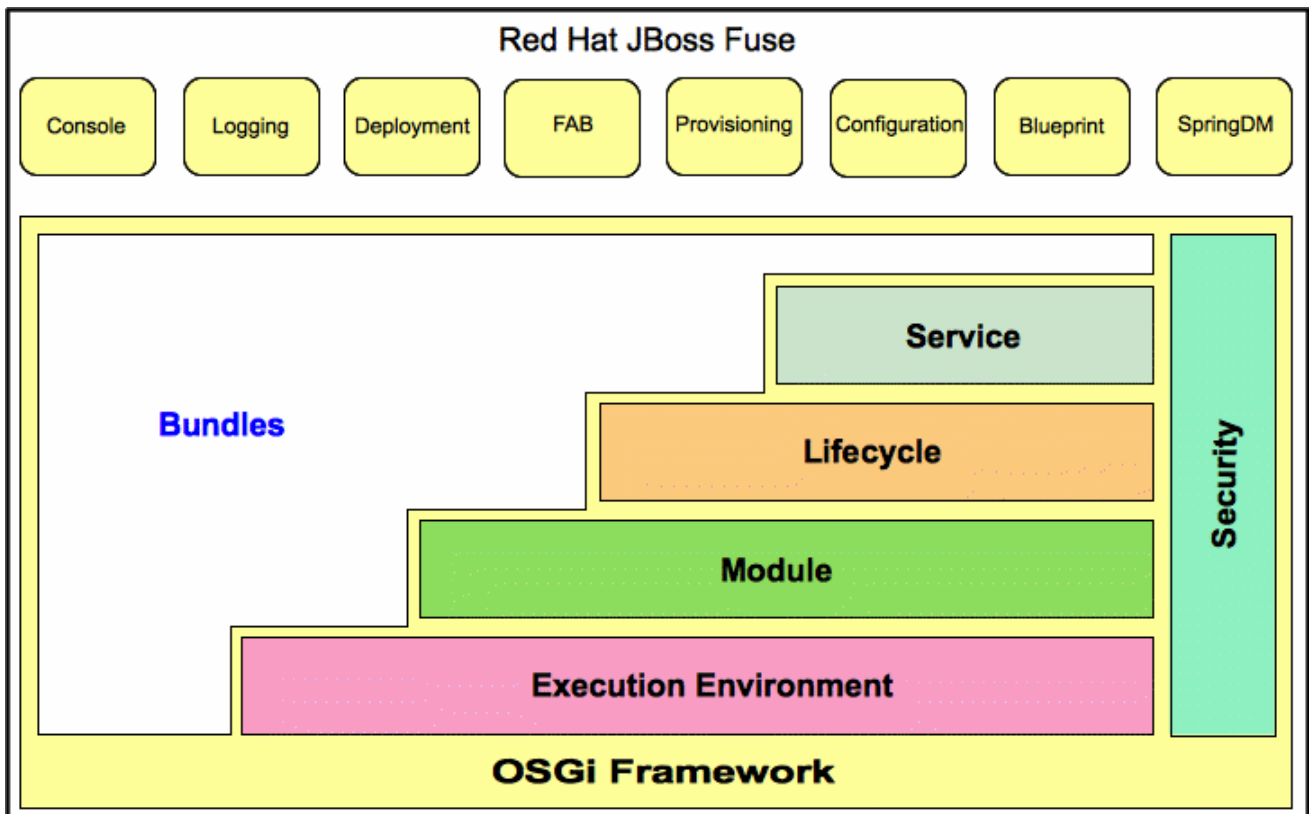 Red Hat JBoss Fuse
Console
Logging
Deployment
FAB
Provisioning
Configuration
Blueprint
SpringDM
Service
Bundles
Lifecycle
Security
Module
Execution Environment
OSGi Framework